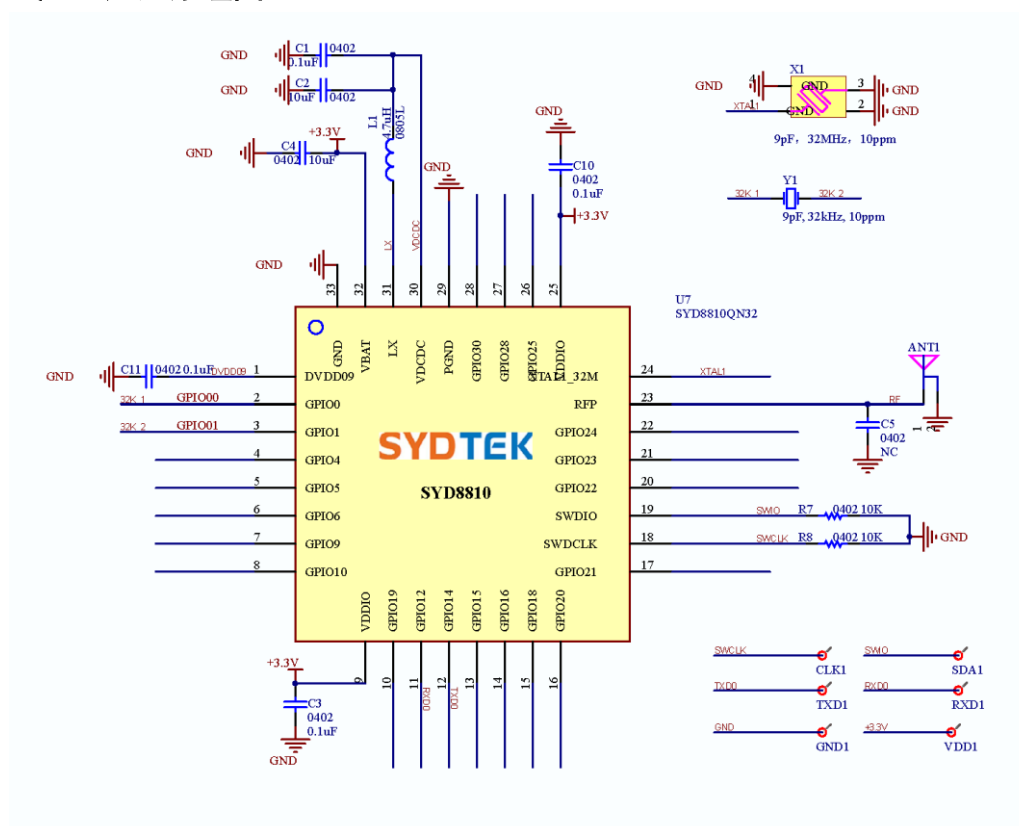 C1 0402
GND
0.1uF
C2
GND
10uF 0402
L1
4.7uH
0805L
+3.3V
GND
C4
0402 10uF
GND
GND
C10
0402
0.1uF
+3.3V
LX
VDCDC
GND
X1
GND
4
GND
3
GND
XTAL1
1
GND
2
GND
9pF, 32MHz, 10ppm
Y1
32K_1
32K_2
9pF, 32kHz, 10ppm
33
32
31
30
29
28
27
26
25
U7
SYD8810QN32
GND
VBAT
LX
VDCDC
PGND
GPIO30
GPIO28
GPIO25
VDDIO
GND
C11 0402 0.1uF
DVDD09
1
DVDD09
32K_1
GPIO00
2
GPIO0
32K_2
GPIO01
3
GPIO1
4
GPIO4
5
GPIO5
6
GPIO6
7
GPIO9
8
GPIO10
SYDTEK
SYD8810
XTAL1_32M
24
XTAL1
RFP
23
RF
ANT1
1
2
C5
0402
NC
GPIO24
22
GPIO23
21
GPIO22
20
SWDIO
19
SWIO
R7 0402 10K
SWDCLK
18
SWCLK
R8 0402 10K
GND
GPIO21
17
VDDIO
GPIO19
GPIO12
GPIO14
GPIO15
GPIO16
GPIO18
GPIO20
9
10
11
12
13
14
15
16
RXD0
TXD0
+3.3V
C3
0402
0.1uF
GND
SWCLK
CLK1
SWIO
SDA1
TXD0
TXD1
RXD0
RXD1
GND
GND1
+3.3V
VDD1